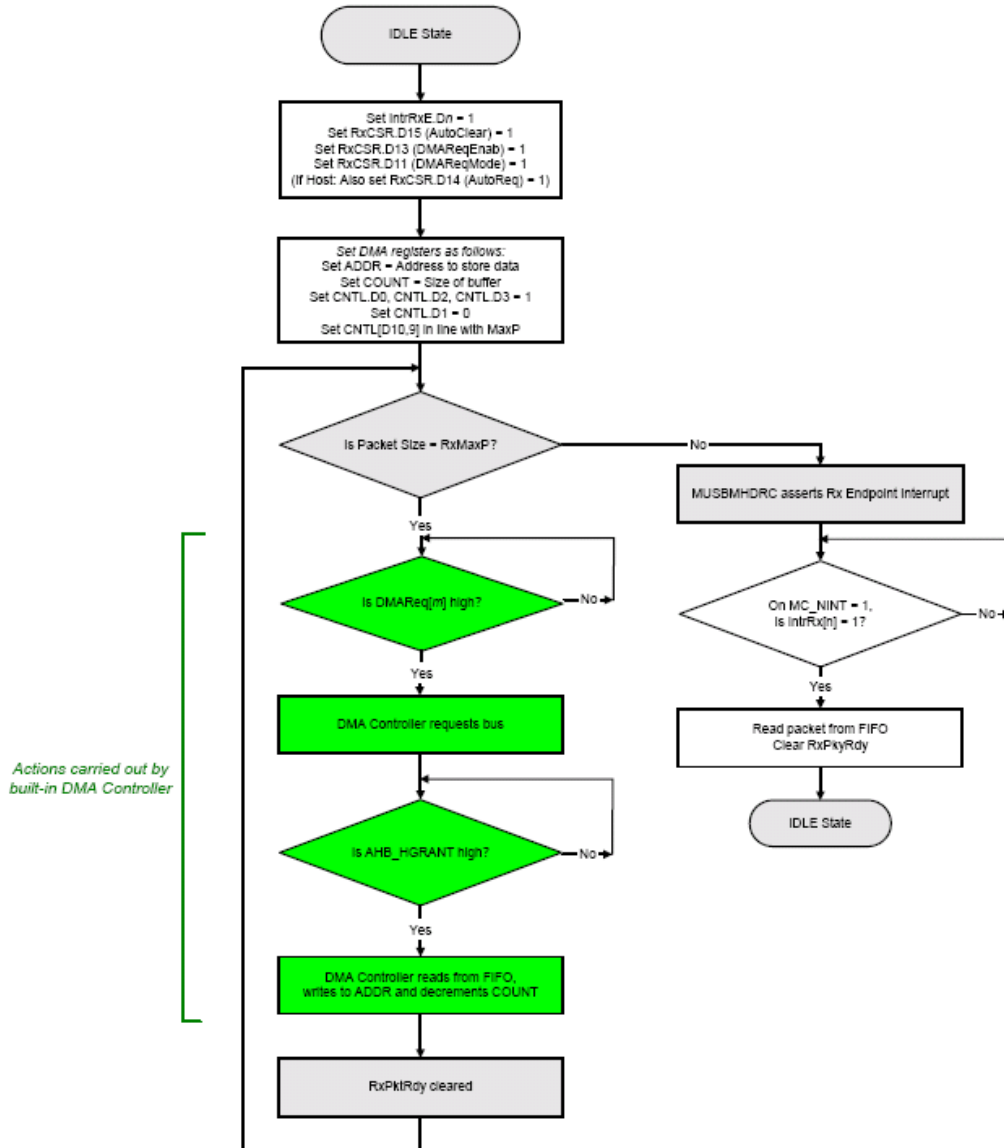 IDLE State
Set IntrRxE.Dn = 1
Set RxCSR.D15 (AutoClear) = 1
Set RxCSR.D13 (DMAReqEnab) = 1
Set RxCSR.D11 (DMAReqMode) = 1
(If Host: Also set RxCSR.D14 (AutoReq) = 1)
Set DMA registers as follows:
Set ADDR = Address to store data
Set COUNT = Size of buffer
Set CNTL.D0, CNTL.D2, CNTL.D3 = 1
Set CNTL.D1 = 0
Set CNTL[D10,9] in line with MaxP
Is Packet Size = RxMaxP?
No
Yes
MUSBMHDRC asserts Rx Endpoint Interrupt
Is DMAReq[m] high?
No
Yes
On MC_NINT = 1,
Is IntrRx[n] = 1?
No
Yes
DMA Controller requests bus
Read packet from FIFO
Clear RxPkyRdy
Actions carried out by
built-in DMA Controller
IDLE State
Is AHB_HGRANT high?
No
Yes
DMA Controller reads from FIFO,
writes to ADDR and decrements COUNT
RxPktRdy cleared